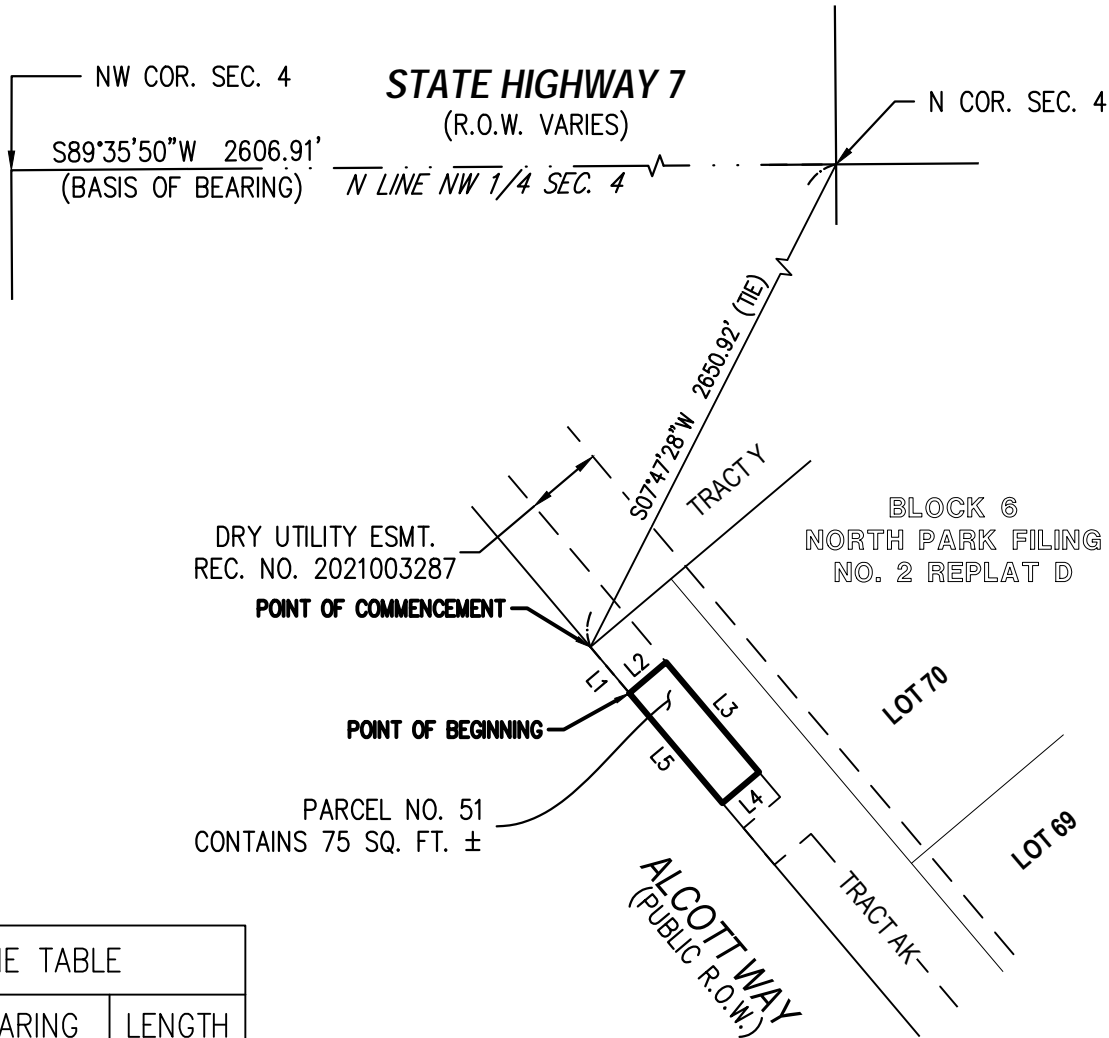 NW COR. SEC. 4
STATE HIGHWAY 7
(R.O.W. VARIES)
N COR. SEC. 4
S89°35'50"W 2606.91'
(BASIS OF BEARING)
N LINE NW 1/4 SEC. 4
S07°47'28"W 2650.92' (TIE)
TRACT Y
BLOCK 6
NORTH PARK FILING
NO. 2 REPLAT D
DRY UTILITY ESMT.
REC. NO. 2021003287
POINT OF COMMENCEMENT
L1
L2
L3
LOT 70
POINT OF BEGINNING
L5
L4
PARCEL NO. 51
CONTAINS 75 SQ. FT. ±
LOT 69
ALCOTT WAY
(PUBLIC R.O.W.)
TRACT AK
NE TABLE
ARING LENGTH